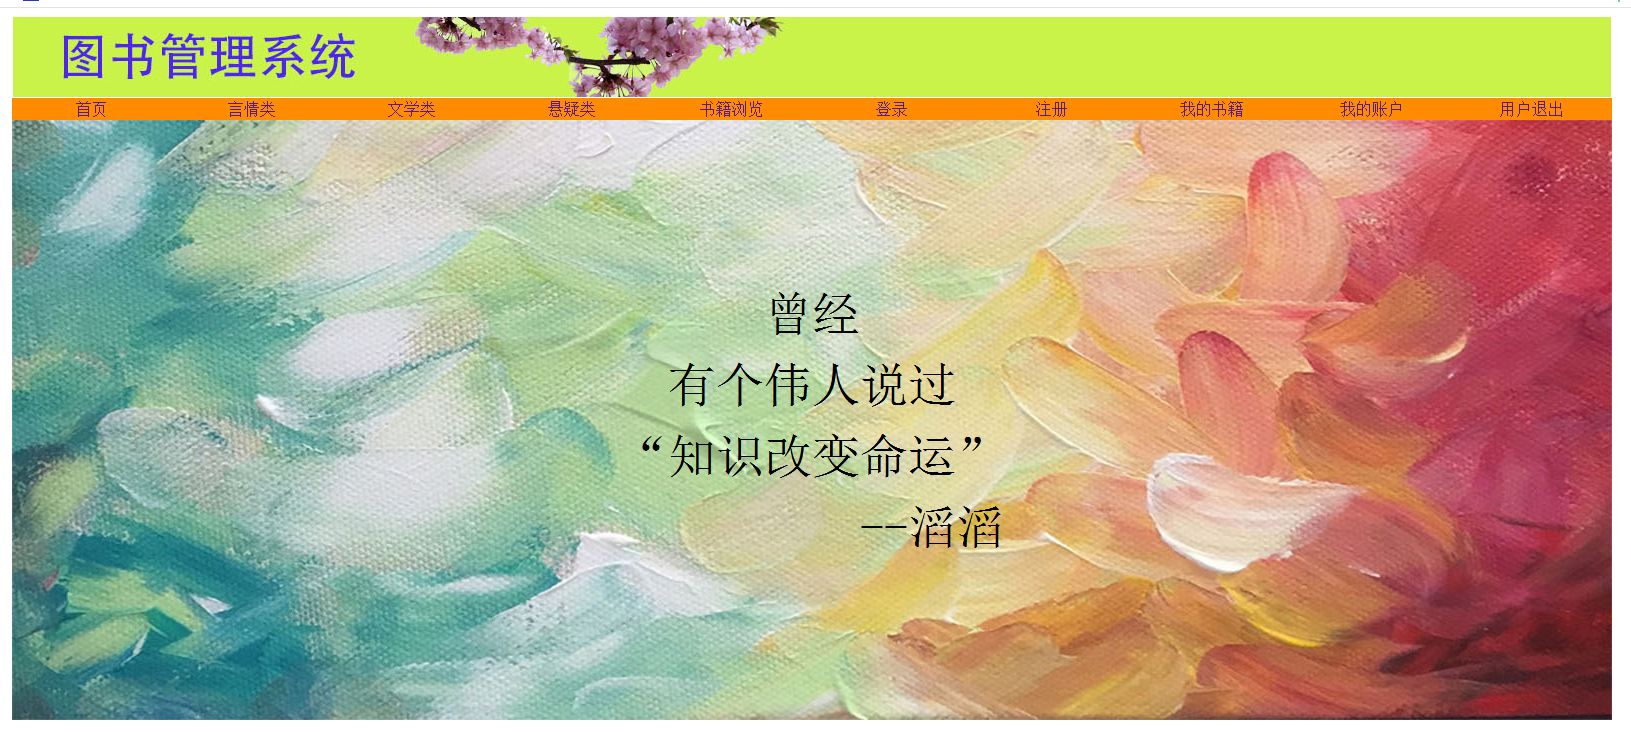 图书管理系统
首页 言情类 文学类 悬疑类 书籍浏览 登录 注册 我的书籍 我的账户 用户退出
曾经
有个伟人说过
“知识改变命运”
--滔滔